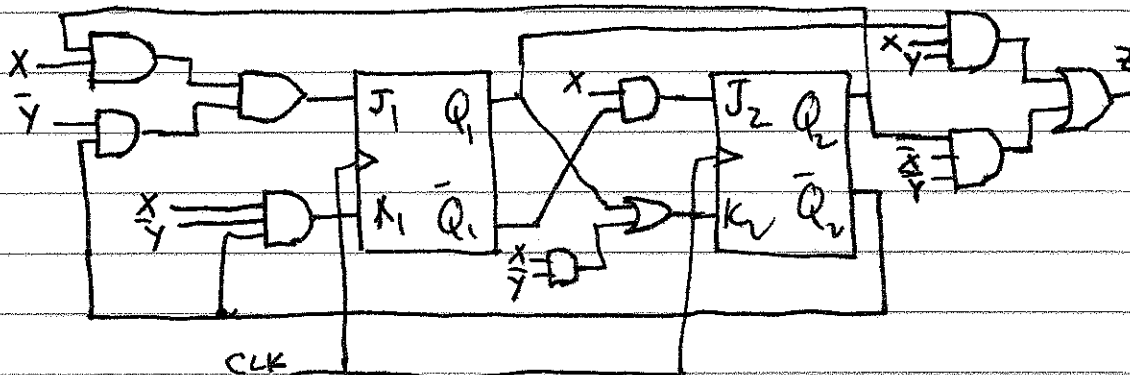 X
Y̅
X
Y̅
J₁ Q₁
K₁ Q̅₁
X
X
Y̅
J₂ Q₂
K₂ Q̅₂
X
Y
X̅
Y̅
CLK